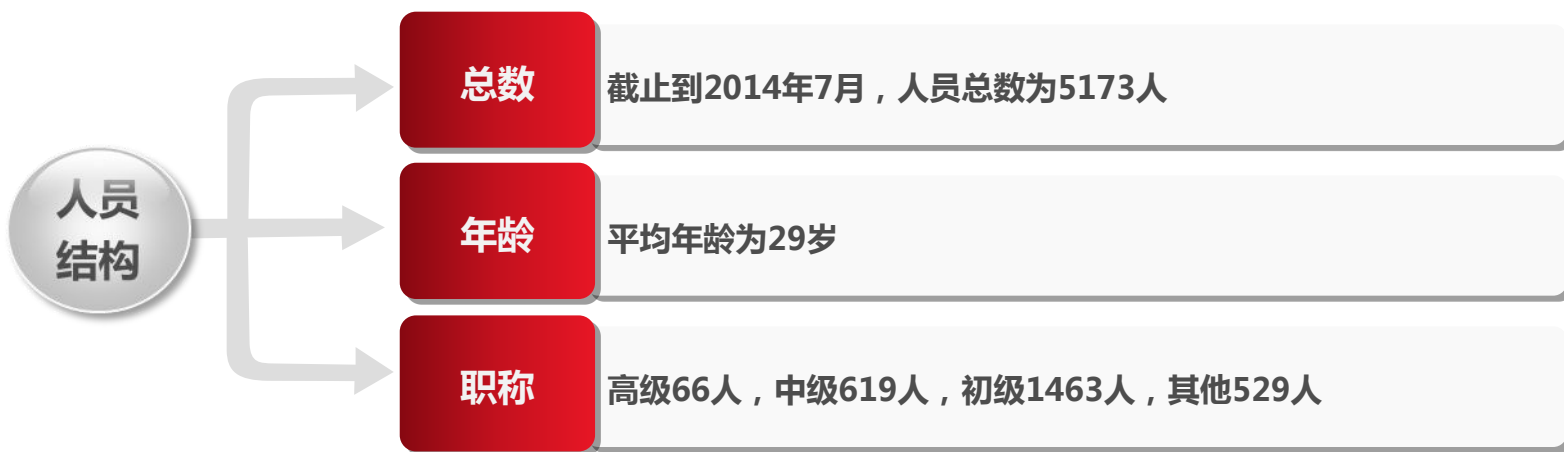 人员
结构
总数
截止到2014年7月，人员总数为5173人
年龄
平均年龄为29岁
职称
高级66人，中级619人，初级1463人，其他529人